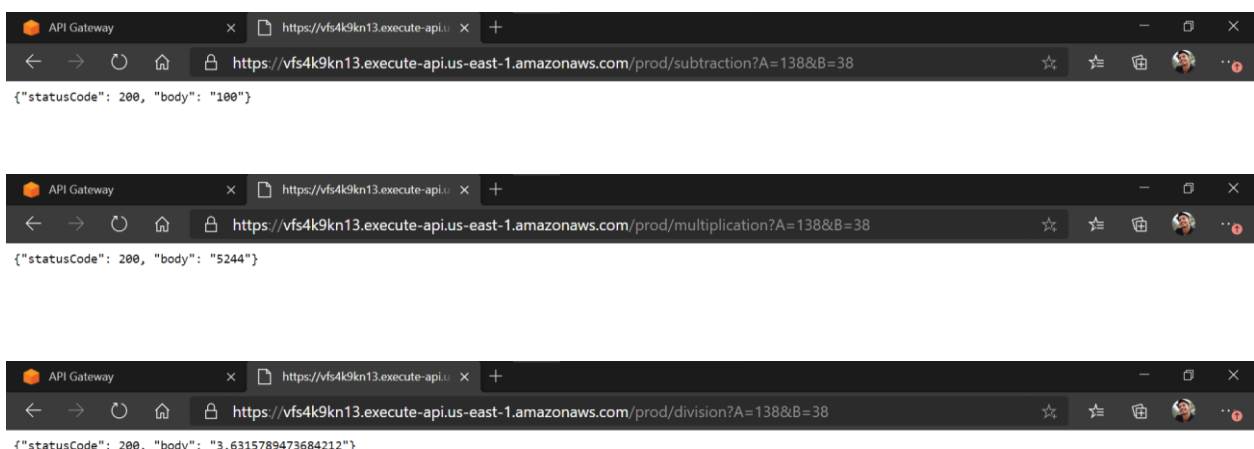 API Gateway
https://vfs4k9kn13.execute-api.u
https://vfs4k9kn13.execute-api.us-east-1.amazonaws.com/prod/subtraction?A=138&B=38
{"statusCode": 200, "body": "100"}
API Gateway
https://vfs4k9kn13.execute-api.u
https://vfs4k9kn13.execute-api.us-east-1.amazonaws.com/prod/multiplication?A=138&B=38
{"statusCode": 200, "body": "5244"}
API Gateway
https://vfs4k9kn13.execute-api.u
https://vfs4k9kn13.execute-api.us-east-1.amazonaws.com/prod/division?A=138&B=38
{"statusCode": 200, "body": "3.6315789473684212"}